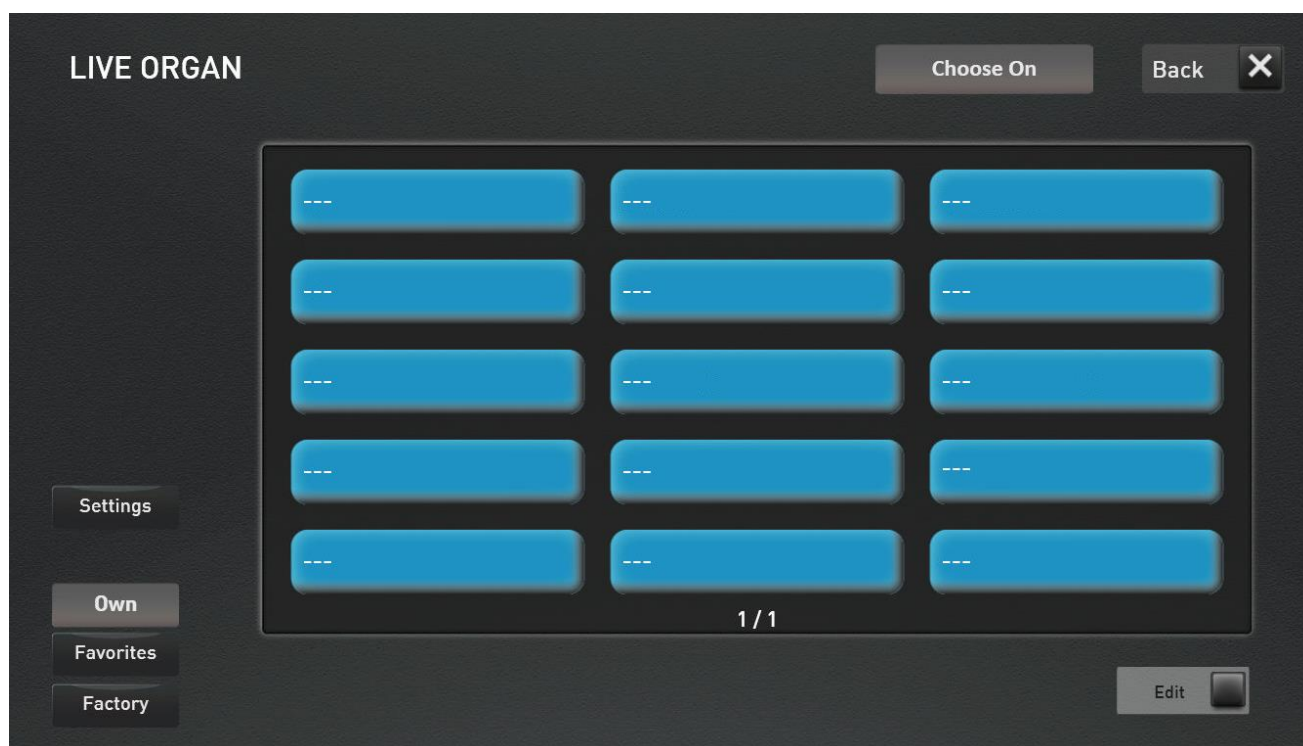 LIVE ORGAN
Choose On
Back
--- --- ---
--- --- ---
--- --- ---
--- --- ---
--- --- ---
1 / 1
Settings
Own
Favorites
Factory
Edit